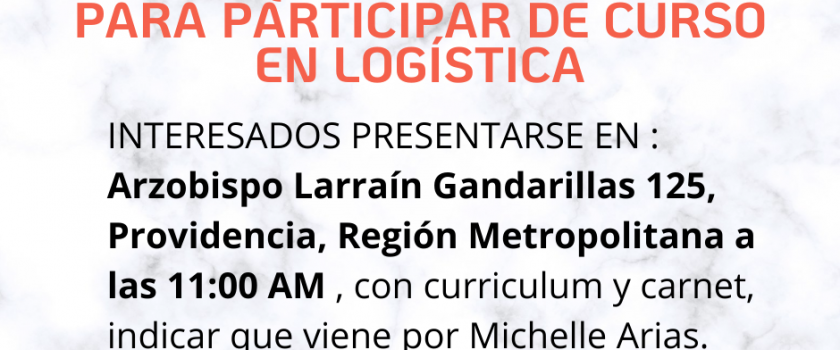 PARA PARTICIPAR DE CURSO
EN LOGÍSTICA
INTERESADOS PRESENTARSE EN :
Arzobispo Larraín Gandarillas 125,
Providencia, Región Metropolitana a
las 11:00 AM , con curriculum y carnet,
indicar que viene por Michelle Arias.